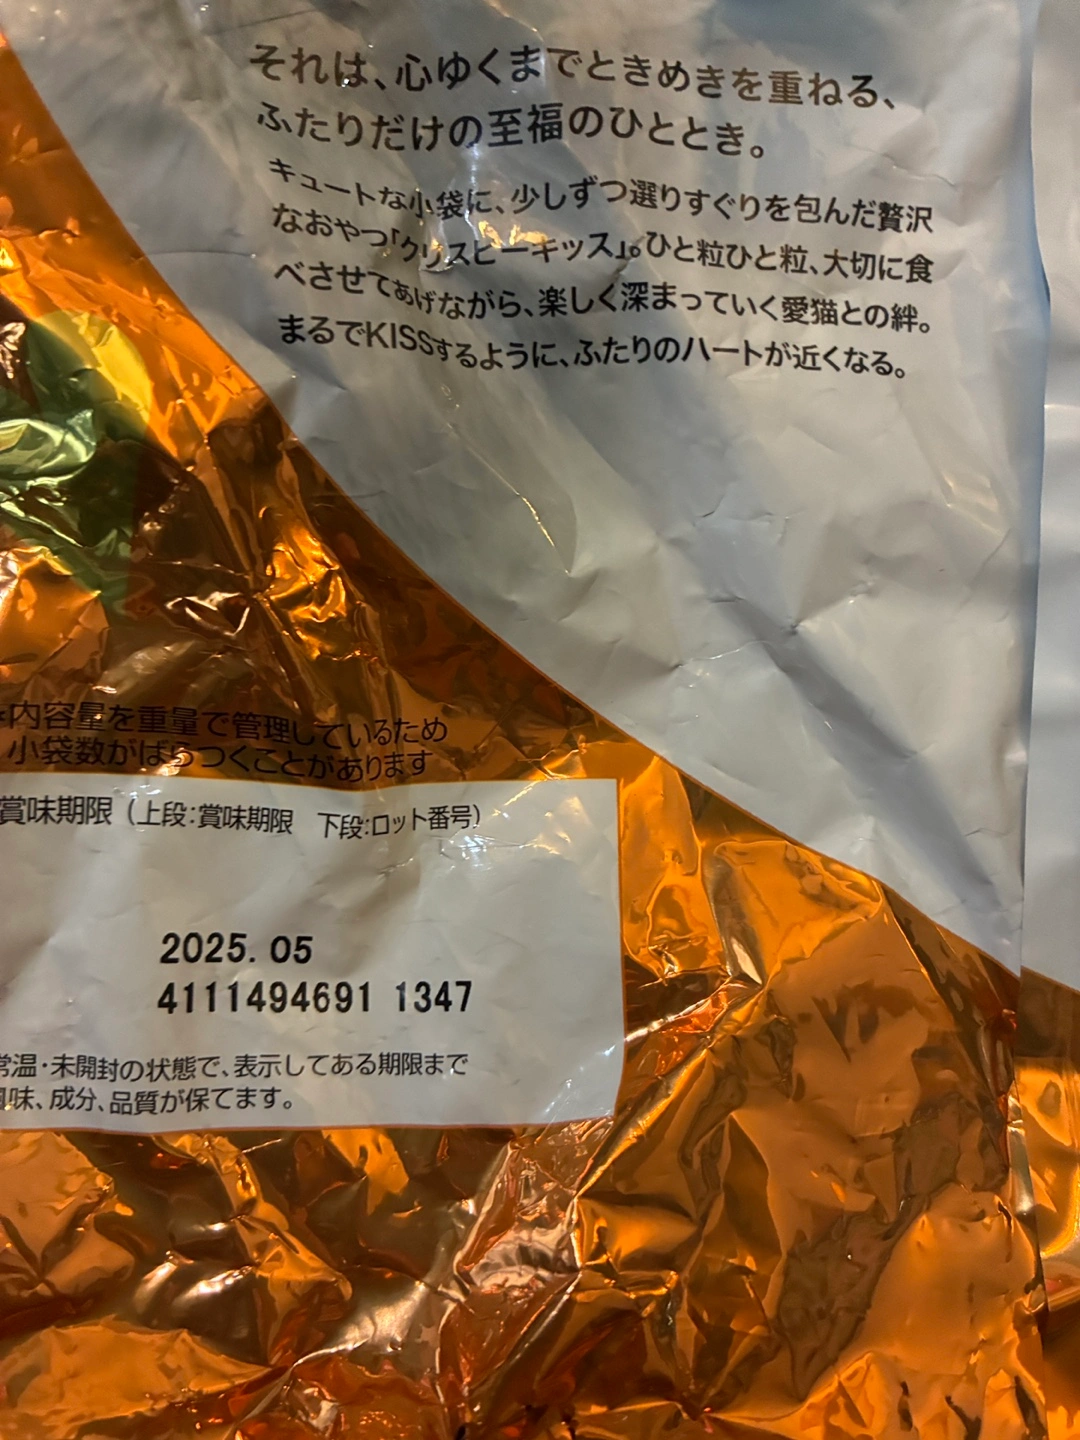 それは、心ゆくまでときめきを重ねる、
ふたりだけの至福のひととき。
キュートな小袋に、少しずつ選りすぐりを包んだ贅沢
なおやつ「クリスピーキッス」。ひと粒ひと粒、大切に食
べさせてあげながら、楽しく深まっていく愛猫との絆。
まるでKISSするように、ふたりのハートが近くなる。
内容量を重量で管理しているため
小袋数がばらつくことがあります
賞味期限（上段：賞味期限 下段：ロット番号）
2025. 05
4111494691 1347
常温・未開封の状態で、表示してある期限まで
風味、成分、品質が保てます。